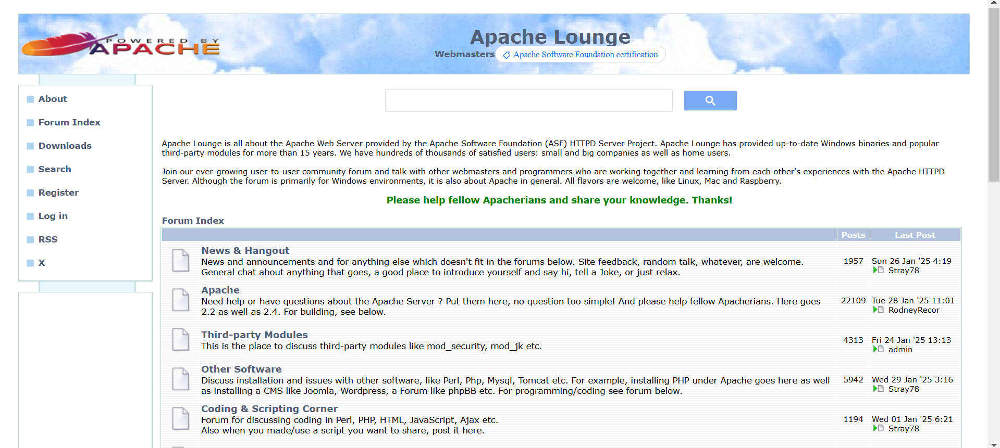 POWERED BY
APACHE
Apache Lounge
Webmasters Apache Software Foundation certification
About
Forum Index
Downloads
Search
Register
Log in
RSS
X
Apache Lounge is all about the Apache Web Server provided by the Apache Software Foundation (ASF) HTTPD Server Project. Apache Lounge has provided up-to-date Windows binaries and popular
third-party modules for more than 15 years. We have hundreds of thousands of satisfied users: small and big companies as well as home users.
Join our ever-growing user-to-user community forum and talk with other webmasters and programmers who are working together and learning from each other's experiences with the Apache HTTPD
Server. Although the forum is primarily for Windows environments, it is also about Apache in general. All flavors are welcome, like Linux, Mac and Raspberry.
Please help fellow Apacherians and share your knowledge. Thanks!
Forum Index
Posts Last Post
News & Hangout
News and announcements and for anything else which doesn't fit in the forums below. Site feedback, random talk, whatever, are welcome.
General chat about anything that goes, a good place to introduce yourself and say hi, tell a Joke, or just relax.
1957 Sun 26 Jan '25 4:19
Stray78
Apache
Need help or have questions about the Apache Server ? Put them here, no question too simple! And please help fellow Apacherians. Here goes
2.2 as well as 2.4. For building, see below.
22109 Tue 28 Jan '25 11:01
RodneyRecor
Third-party Modules
This is the place to discuss third-party modules like mod_security, mod_jk etc.
4313 Fri 24 Jan '25 13:13
admin
Other Software
Discuss installation and issues with other software, like Perl, Php, Mysql, Tomcat etc. For example, installing PHP under Apache goes here as well
as installing a CMS like Joomla, Wordpress, a Forum like phpBB etc. For programming/coding see forum below.
5942 Wed 29 Jan '25 3:16
Stray78
Coding & Scripting Corner
Forum for discussing coding in Perl, PHP, HTML, JavaScript, Ajax etc.
Also when you made/use a script you want to share, post it here.
1194 Wed 01 Jan '25 6:21
Stray78